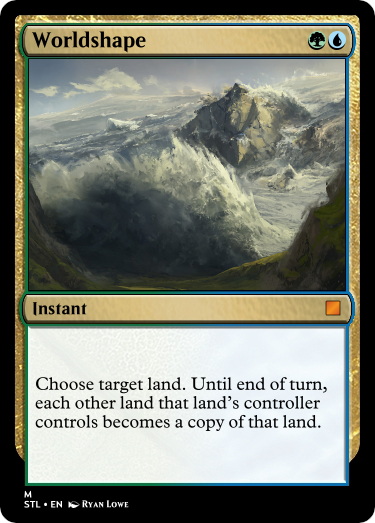 Worldshape
Instant
Choose target land. Until end of turn,
each other land that land's controller
controls becomes a copy of that land.
M
STL • EN Ryan Lowe